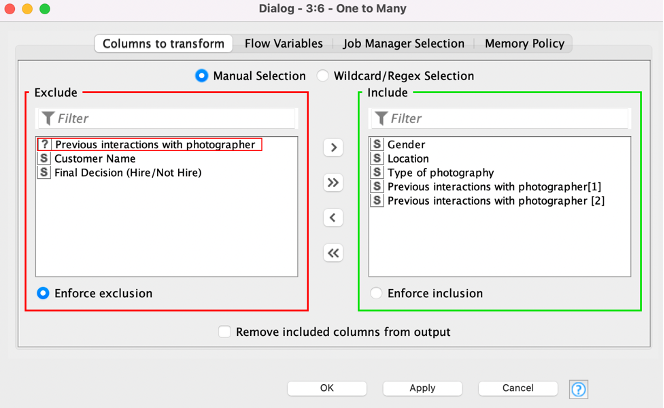 Dialog - 3:6 - One to Many
Columns to transform Flow Variables Job Manager Selection Memory Policy
Manual Selection Wildcard/Regex Selection
Exclude Include
Filter Filter
? Previous interactions with photographer
S Customer Name
S Final Decision (Hire/Not Hire)
S Gender
S Location
S Type of photography
S Previous interactions with photographer[1]
S Previous interactions with photographer [2]
Enforce exclusion Enforce inclusion
Remove included columns from output
OK Apply Cancel ?